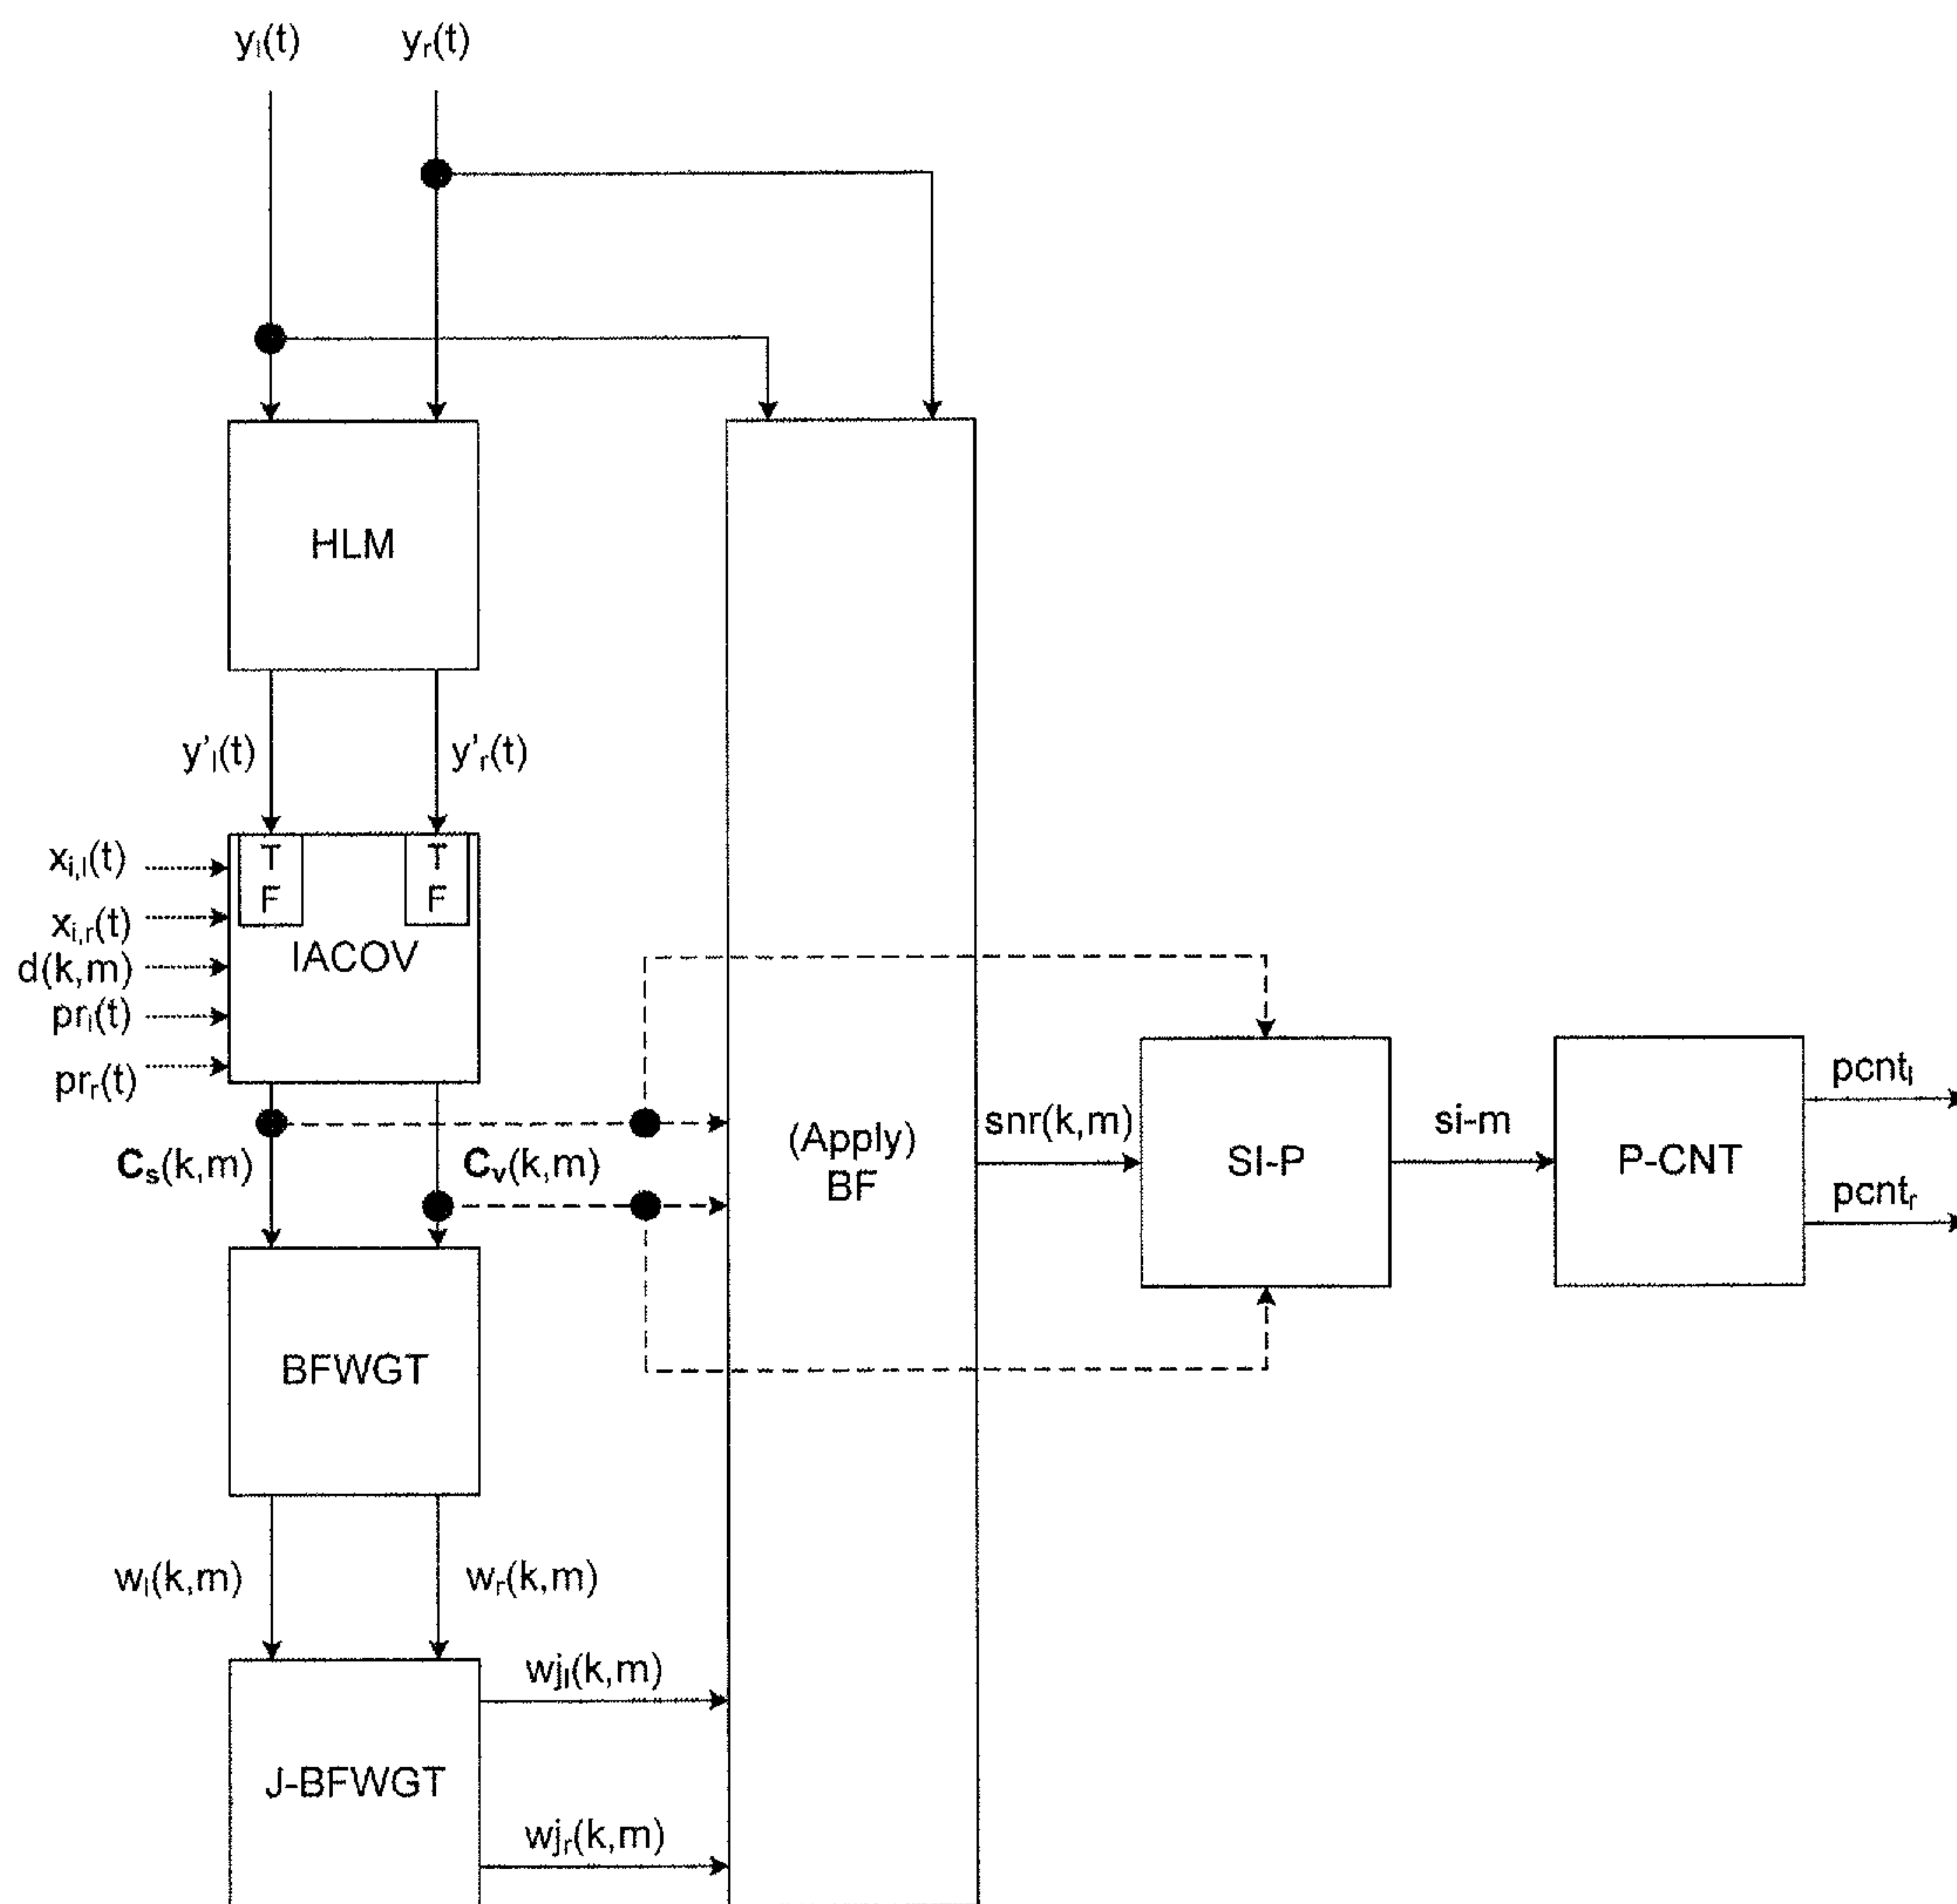 yₗ(t)
yᵣ(t)
HLM
y'ₗ(t)
y'ᵣ(t)
T
F
T
F
IACOV
xᵢ,ₗ(t)
xᵢ,ᵣ(t)
d(k,m)
prₗ(t)
prᵣ(t)
Cₛ(k,m)
Cᵥ(k,m)
(Apply)
BF
snr(k,m)
SI-P
si-m
P-CNT
pcntₗ
pcntᵣ
BFWGT
wₗ(k,m)
wᵣ(k,m)
J-BFWGT
wjₗ(k,m)
wjᵣ(k,m)